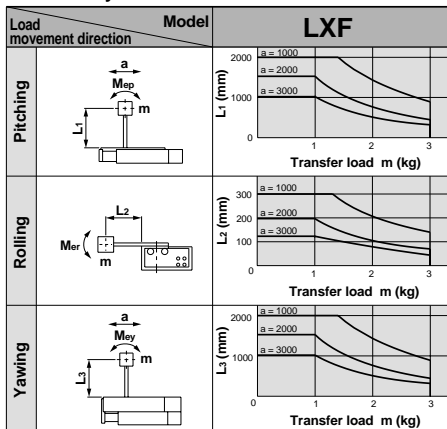 Model
Load
movement direction
LXF
Pitching
a
Mep
m
L1
L1 (mm)
2000
1000
0
a = 1000
a = 2000
a = 3000
1
2
3
Transfer load m (kg)
Rolling
L2
Mer
m
L2 (mm)
300
200
100
a = 1000
a = 2000
a = 3000
1
2
3
Transfer load m (kg)
Yawing
a
Mey
m
L3
L3 (mm)
2000
1000
0
a = 1000
a = 2000
a = 3000
1
2
3
Transfer load m (kg)